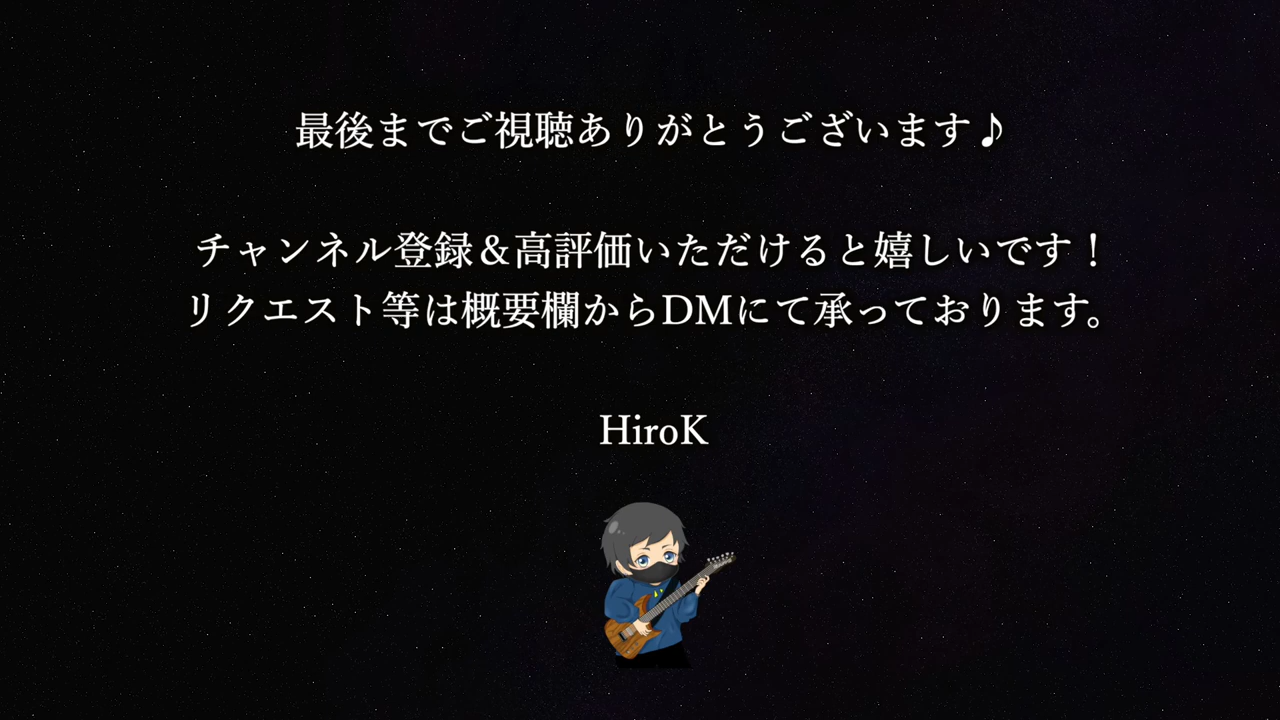 最後までご視聴ありがとうございます♪
チャンネル登録＆高評価いただけると嬉しいです！
リクエスト等は概要欄からDMにて承っております。
HiroK